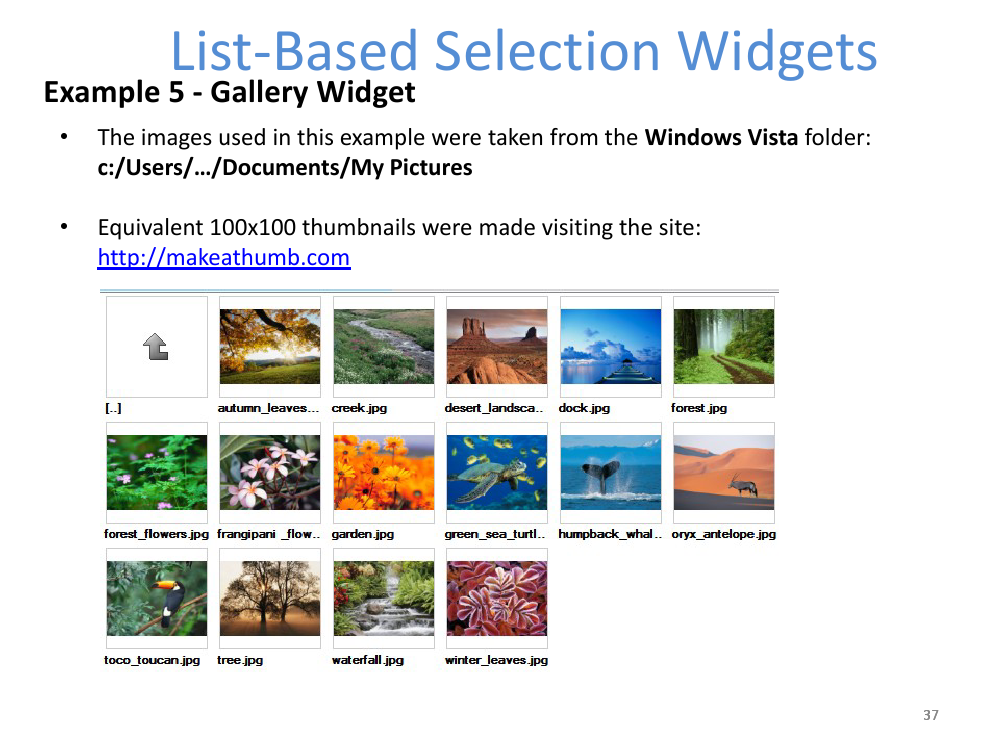 List-Based Selection Widgets
Example 5 - Gallery Widget
• The images used in this example were taken from the Windows Vista folder:
c:/Users/…/Documents/My Pictures
• Equivalent 100x100 thumbnails were made visiting the site:
http://makeathumb.com
[..] autumn_leaves... creek.jpg desert_landsca.. dock.jpg forest.jpg
forest_flowers.jpg frangipani _flow.. garden.jpg green_sea_turtl.. humpback_whal.. oryx_antelope.jpg
toco_toucan.jpg tree.jpg waterfall.jpg winter_leaves.jpg
37